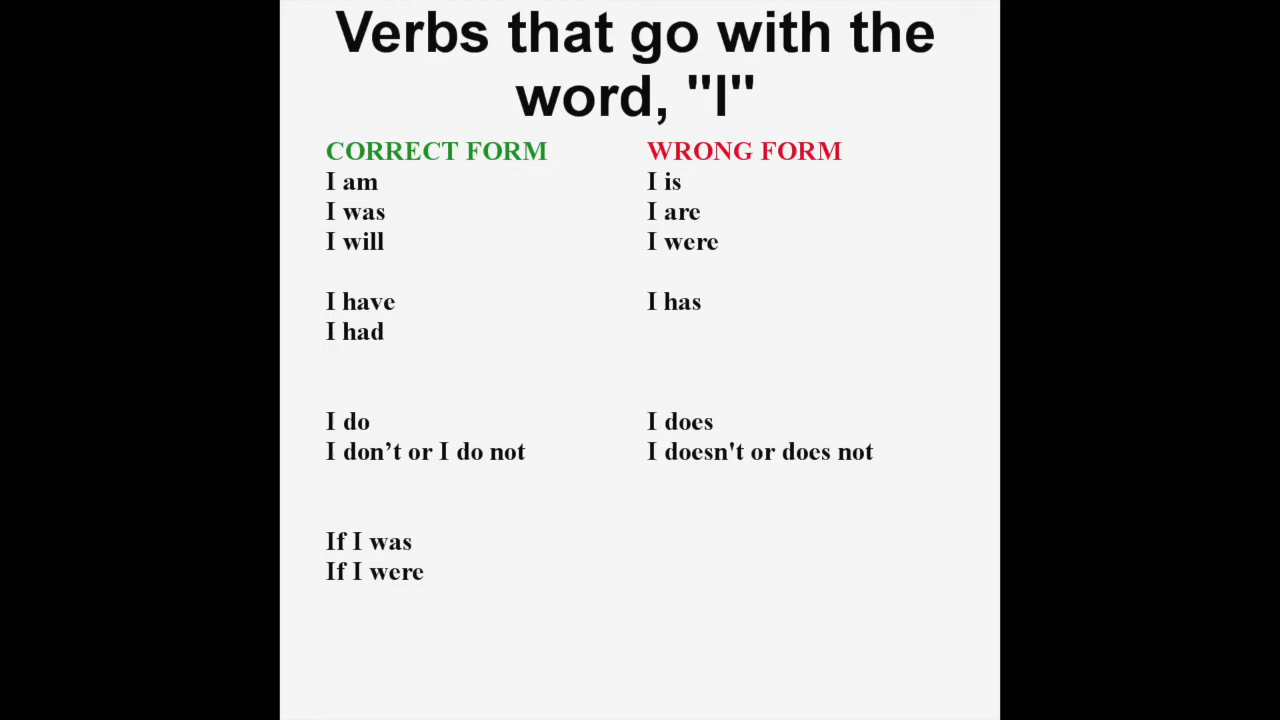 Verbs that go with the
word, "I"
CORRECT FORM WRONG FORM
I am I is
I was I are
I will I were
I have I has
I had
I do I does
I don’t or I do not I doesn't or does not
If I was
If I were